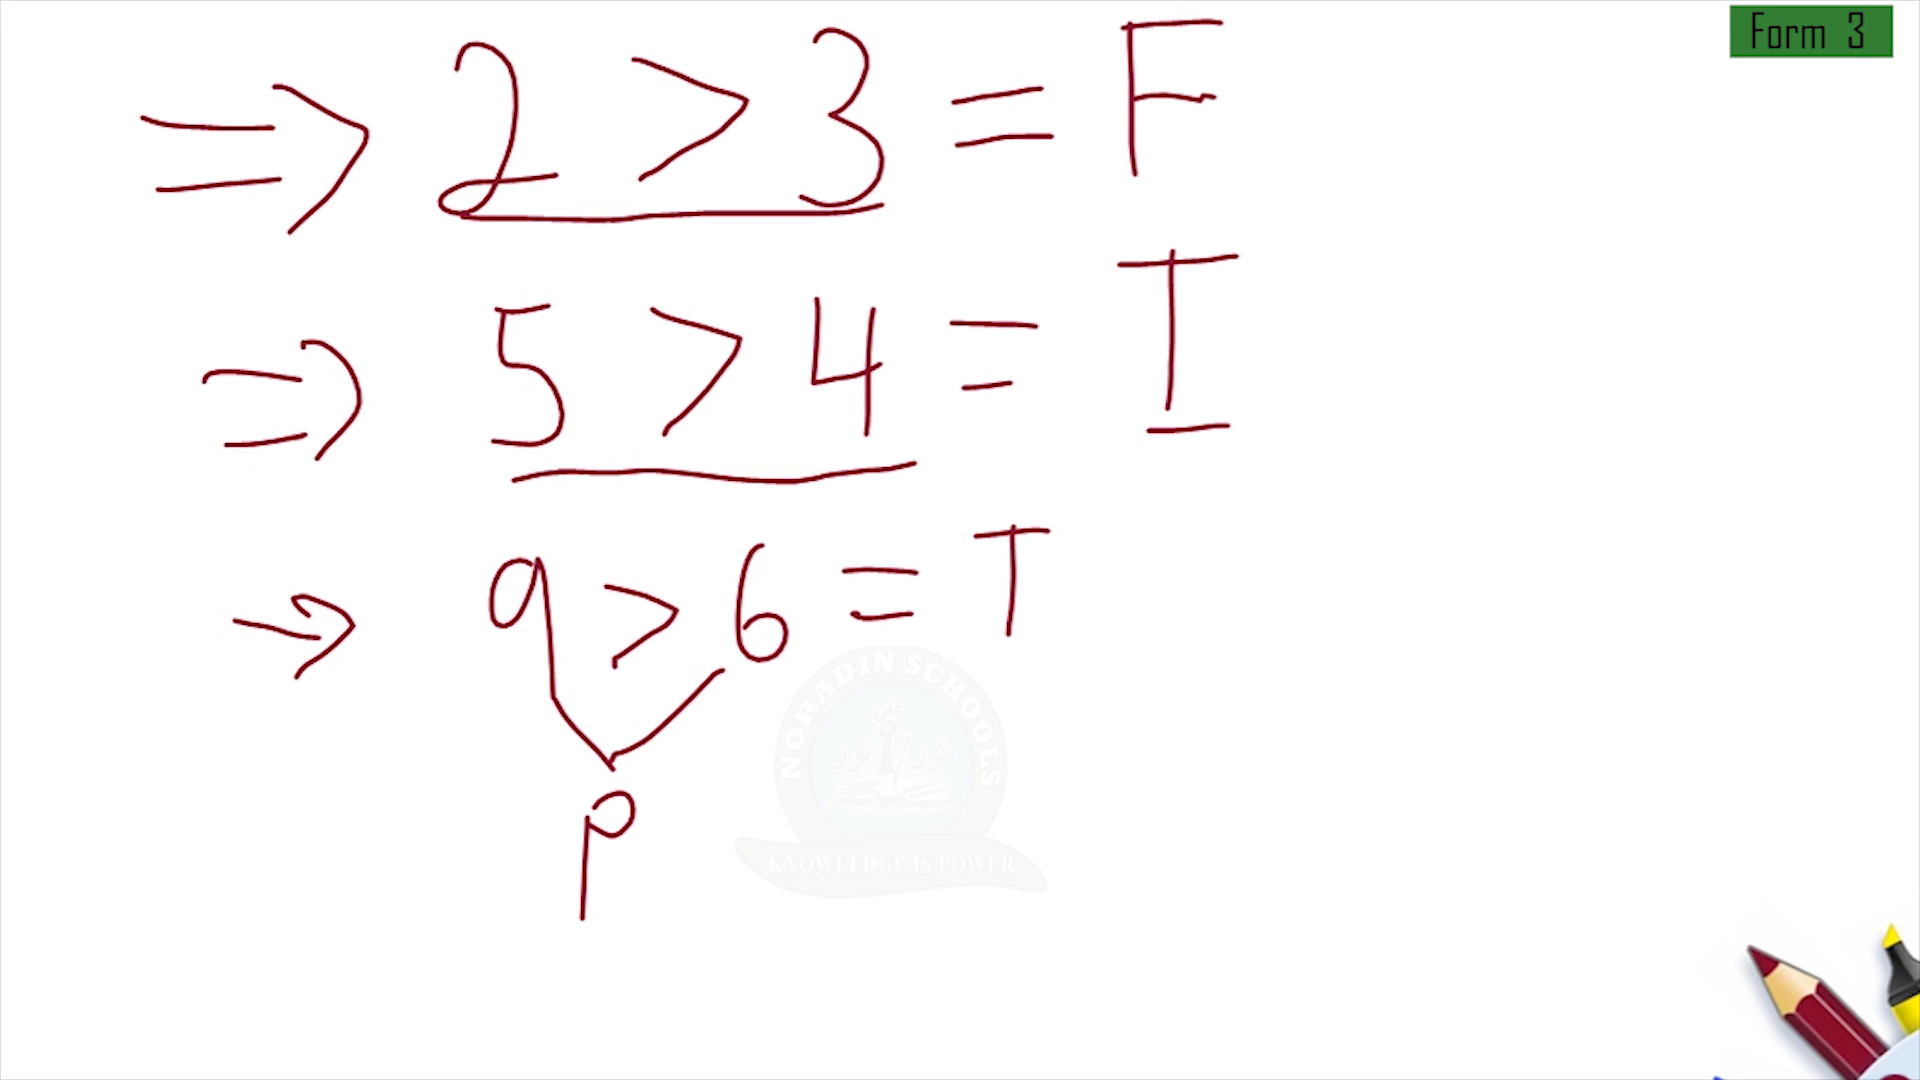 Form 3
⇒ 2 > 3 = F
⇒ 5 > 4 = T
→ 9 > 6 = T
P
NORADIN SCHOOLS
KNOWLEDGE IS POWER